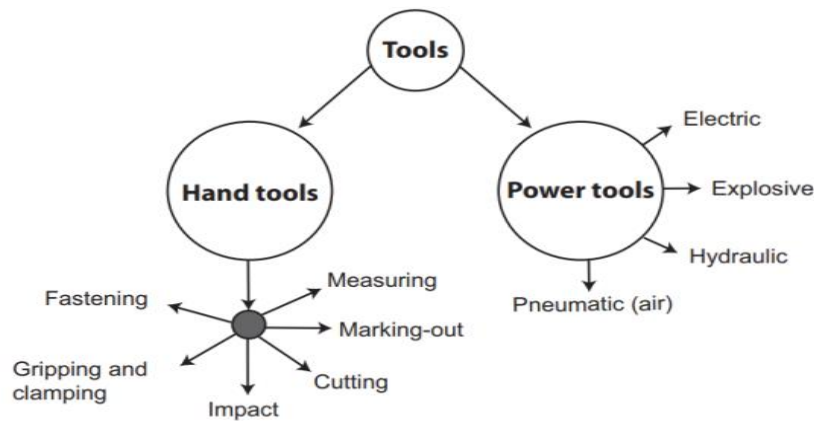 Tools
Hand tools
Power tools
Electric
Explosive
Hydraulic
Pneumatic (air)
Fastening
Measuring
Marking-out
Gripping and
clamping
Cutting
Impact